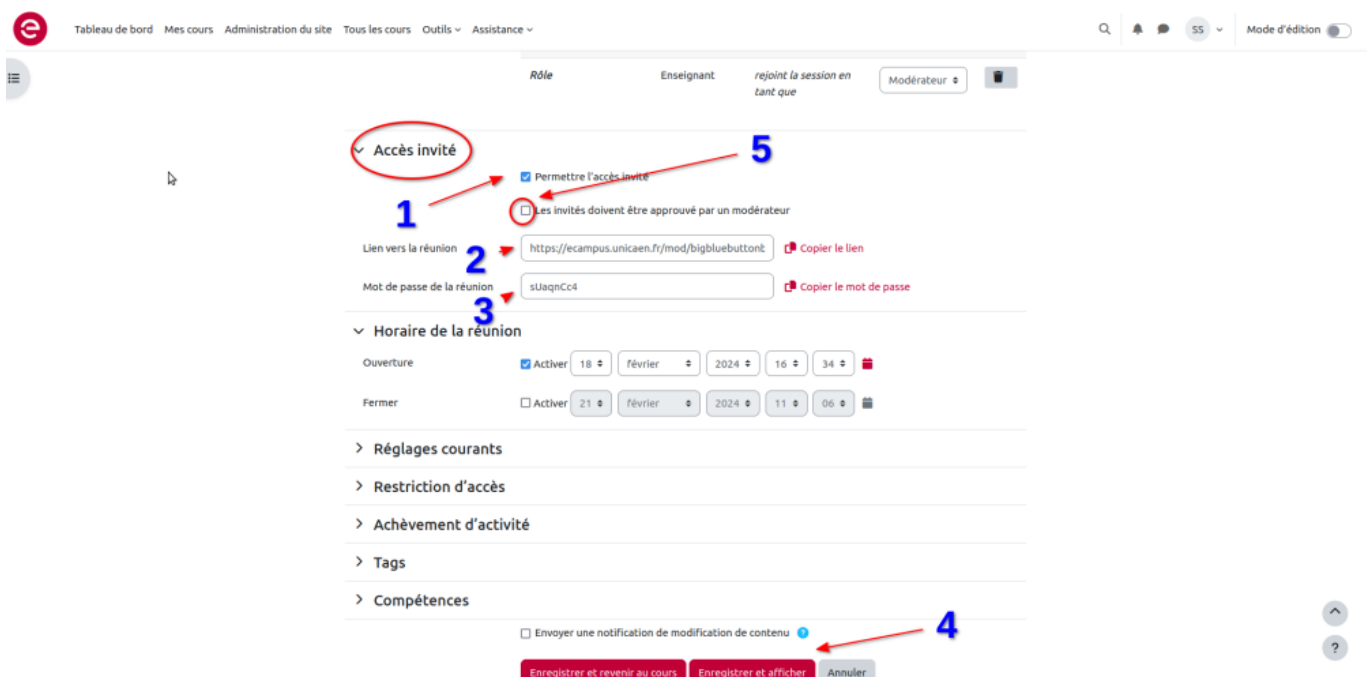 e Tableau de bord Mes cours Administration du site Tous les cours Outils Assistance SS Mode d'édition
Rôle Enseignant rejoint la session en tant que Modérateur
Accès invité 5
Permettre l'accès invité
1 Les invités doivent être approuvé par un modérateur
Lien vers la réunion 2 https://ecampus.unicaen.fr/mod/bigbluebuttonb Copier le lien
Mot de passe de la réunion 3 sUaqnCc4 Copier le mot de passe
Horaire de la réunion
Ouverture Activer 18 février 2024 16 34
Fermer Activer 21 février 2024 11 06
Réglages courants
Restriction d'accès
Achèvement d'activité
Tags
Compétences
Envoyer une notification de modification de contenu ? 4
Enregistrer et revenir au cours Enregistrer et afficher Annuler
?